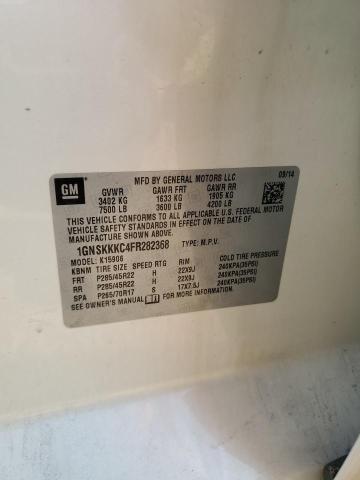 GM
MFD. BY GENERAL MOTORS LLC.
09/14
GVWR GAWR FRT GAWR RR
3402 KG 1633 KG 1905 KG
7500 LB 3600 LB 4200 LB
THIS VEHICLE CONFORMS TO ALL APPLICABLE U.S. FEDERAL MOTOR
VEHICLE SAFETY STANDARDS IN EFFECT ON THE DATE OF
MANUFACTURE SHOWN ABOVE.
1GNSKKKC4FR282368 TYPE: M.P.V.
MODEL: K15906
KBNM TIRE SIZE SPEED RTG RIM COLD TIRE PRESSURE
FRT P285/45R22 H 22X9J 240KPA(35PSI)
RR P285/45R22 H 22X9J 240KPA(35PSI)
SPA P265/70R17 S 17X7.5J 240KPA(35PSI)
SEE OWNER'S MANUAL FOR MORE INFORMATION.